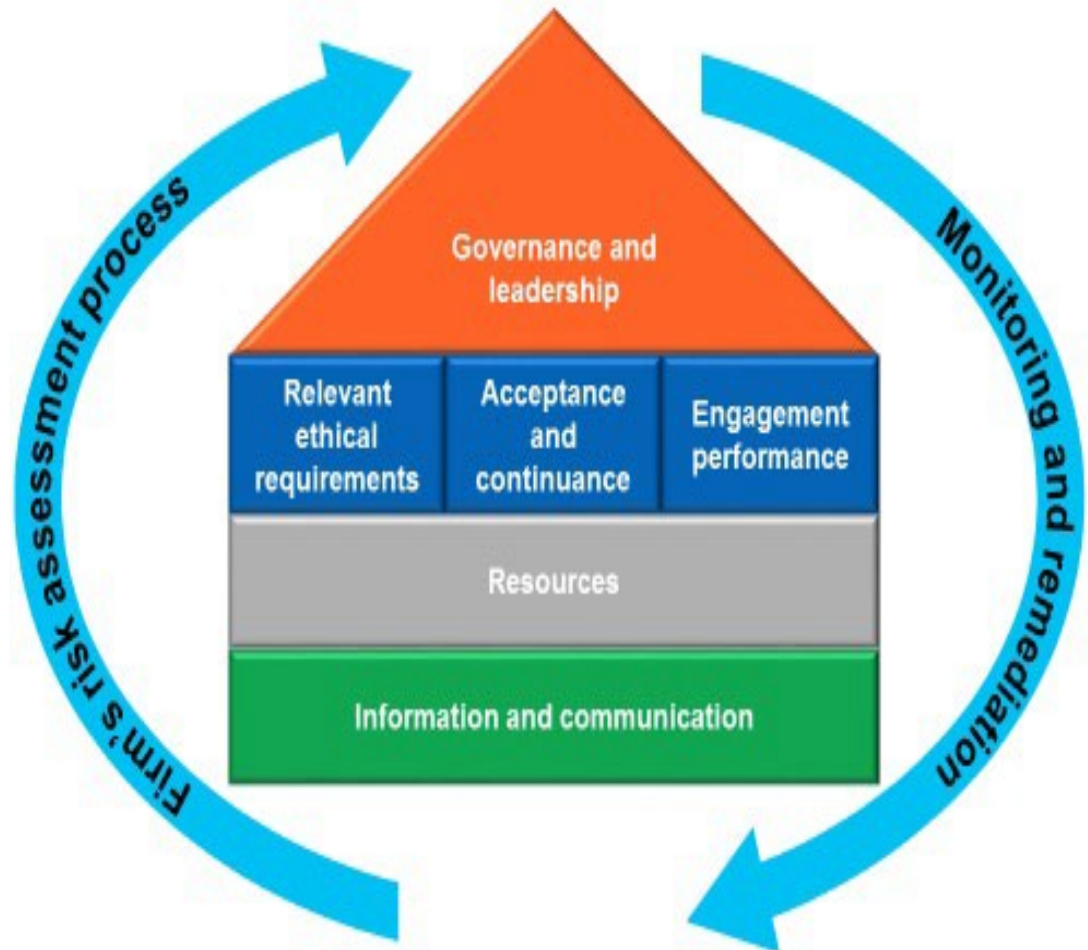 Governance and
leadership
Relevant
ethical
requirements
Acceptance
and
continuance
Engagement
performance
Resources
Information and communication
Firm's risk assessment process
Monitoring and remediation